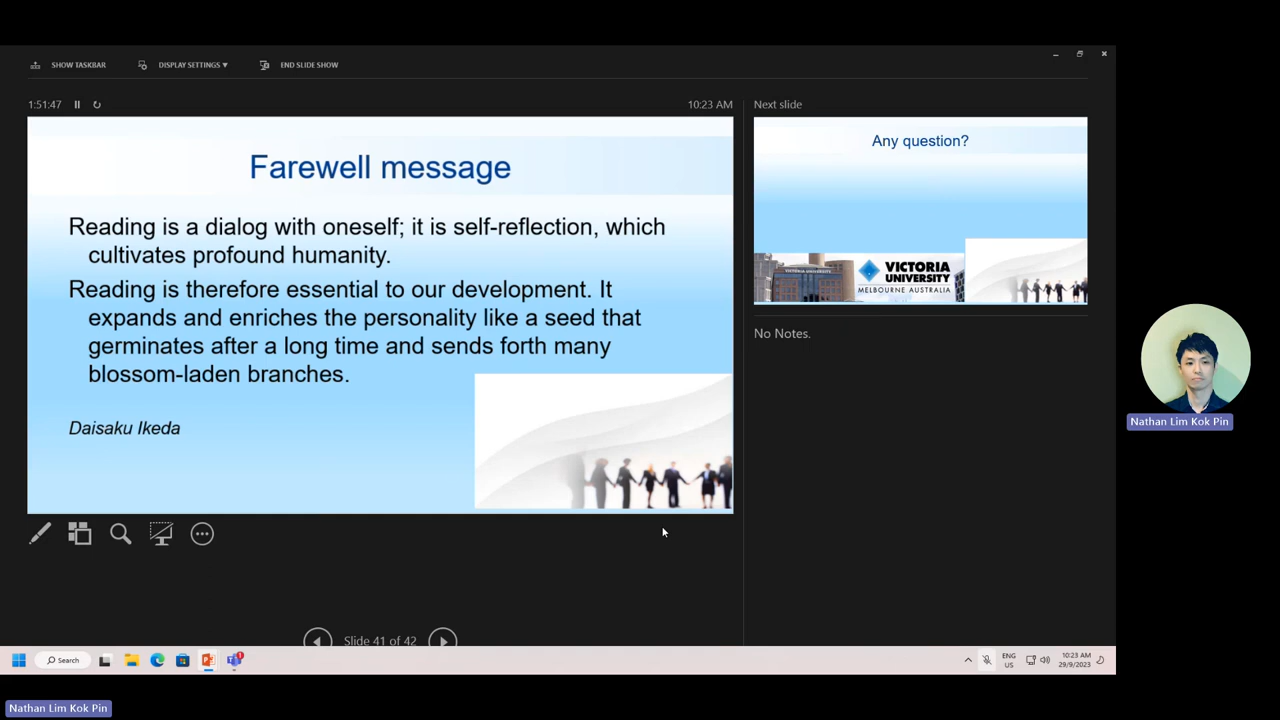 SHOW TASKBAR
DISPLAY SETTINGS ▾
END SLIDE SHOW
1:51:47
10:23 AM
Farewell message
Reading is a dialog with oneself; it is self-reflection, which
cultivates profound humanity.
Reading is therefore essential to our development. It
expands and enriches the personality like a seed that
germinates after a long time and sends forth many
blossom-laden branches.
Daisaku Ikeda
Slide 41 of 42
Next slide
Any question?
VICTORIA UNIVERSITY
VICTORIA
UNIVERSITY
MELBOURNE AUSTRALIA
No Notes.
Nathan Lim Kok Pin
Search
1
ENG
US
10:23 AM
29/9/2023
Nathan Lim Kok Pin